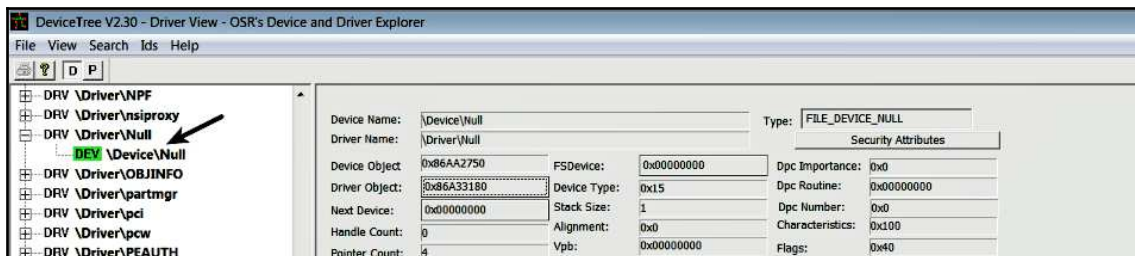 DeviceTree V2.30 - Driver View - OSR's Device and Driver Explorer
File View Search Ids Help
? D P
DRV \Driver\NPF
DRV \Driver\nsiproxy
DRV \Driver\Null
DEV \Device\Null
DRV \Driver\OBJINFO
DRV \Driver\partmgr
DRV \Driver\pci
DRV \Driver\pcw
DRV \Driver\PEAUTH
Device Name: \Device\Null Type: FILE_DEVICE_NULL
Driver Name: \Driver\Null Security Attributes
Device Object 0x86AA2750 FSDevice: 0x00000000 Dpc Importance: 0x0
Driver Object: 0x86A33180 Device Type: 0x15 Dpc Routine: 0x00000000
Next Device: 0x00000000 Stack Size: 1 Dpc Number: 0x0
Handle Count: 0 Alignment: 0x0 Characteristics: 0x100
Pointer Count: 4 Vpb: 0x00000000 Flags: 0x40